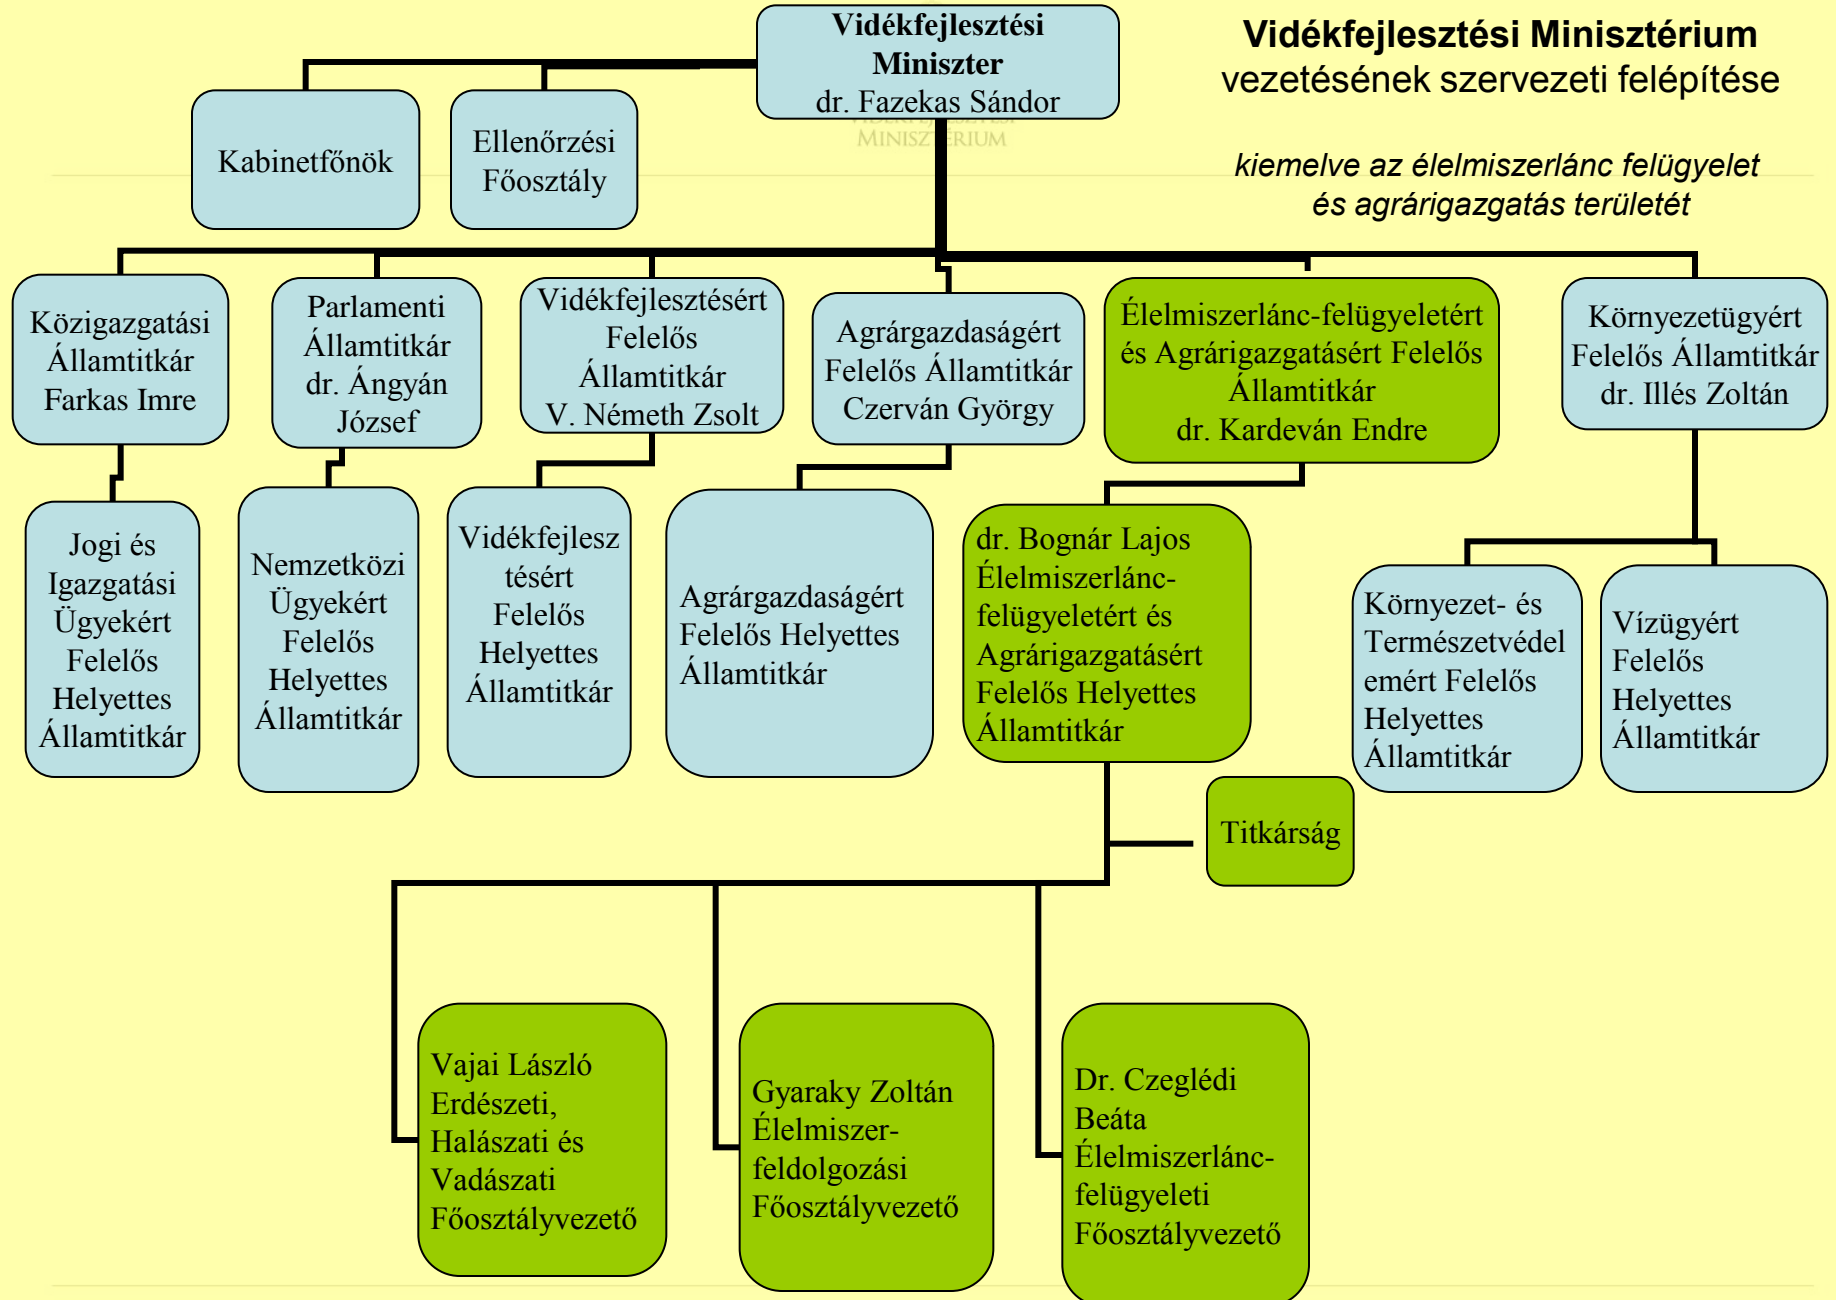 Vidékfejlesztési
Miniszter
dr. Fazekas Sándor
Vidékfejlesztési Minisztérium
vezetésének szervezeti felépítése
kiemelve az élelmiszerlánc felügyelet
és agrárigazgatás területét
VIDÉKFEJLESZTÉSI
MINISZTÉRIUM
Kabinetfőnök
Ellenőrzési
Főosztály
Közigazgatási
Államtitkár
Farkas Imre
Parlamenti
Államtitkár
dr. Ángyán
József
Vidékfejlesztésért
Felelős
Államtitkár
V. Németh Zsolt
Agrárgazdaságért
Felelős Államtitkár
Czerván György
Élelmiszerlánc-felügyeletért
és Agrárigazgatásért Felelős
Államtitkár
dr. Kardeván Endre
Környezetügyért
Felelős Államtitkár
dr. Illés Zoltán
Jogi és
Igazgatási
Ügyekért
Felelős
Helyettes
Államtitkár
Nemzetközi
Ügyekért
Felelős
Helyettes
Államtitkár
Vidékfejlesz
tésért
Felelős
Helyettes
Államtitkár
Agrárgazdaságért
Felelős Helyettes
Államtitkár
dr. Bognár Lajos
Élelmiszerlánc-
felügyeletért és
Agrárigazgatásért
Felelős Helyettes
Államtitkár
Környezet- és
Természetvédel
emért Felelős
Helyettes
Államtitkár
Vízügyért
Felelős
Helyettes
Államtitkár
Titkárság
Vajai László
Erdészeti,
Halászati és
Vadászati
Főosztályvezető
Gyaraky Zoltán
Élelmiszer-
feldolgozási
Főosztályvezető
Dr. Czeglédi
Beáta
Élelmiszerlánc-
felügyeleti
Főosztályvezető